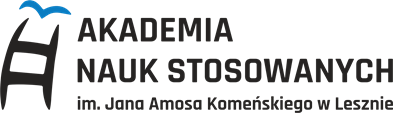 AKADEMIA
NAUK STOSOWANYCH
im. Jana Amosa Komeńskiego w Lesznie